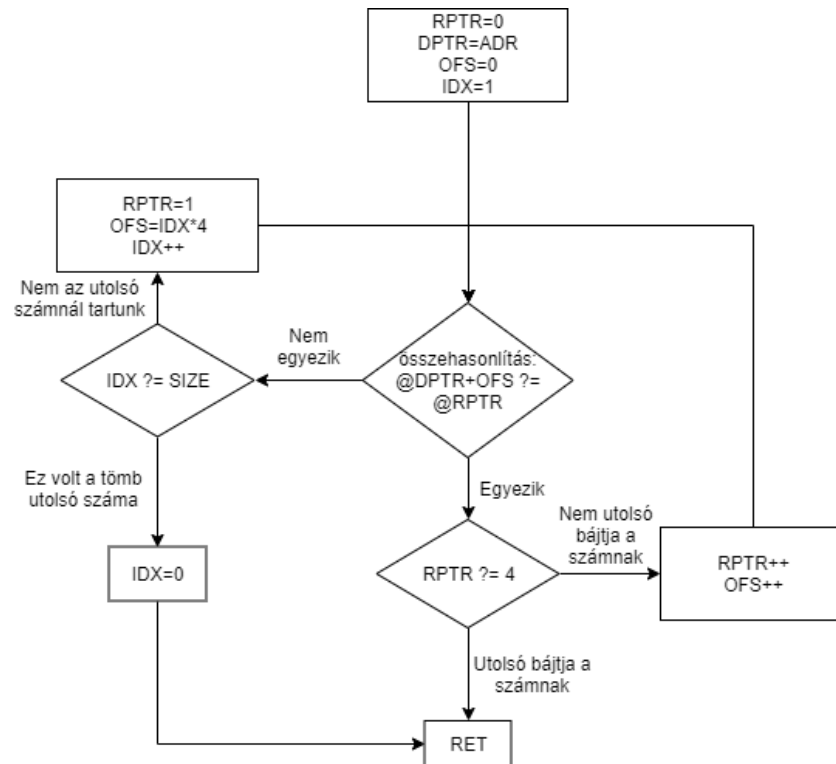 RPTR=0
DPTR=ADR
OFS=0
IDX=1
RPTR=1
OFS=IDX*4
IDX++
Nem az utolsó
számnál tartunk
Nem
egyezik
IDX ?= SIZE
összehasonlítás:
@DPTR+OFS ?=
@RPTR
Ez volt a tömb
utolsó száma
Egyezik
Nem utolsó
bájtja a
számnak
IDX=0
RPTR ?= 4
RPTR++
OFS++
Utolsó bájtja a
számnak
RET